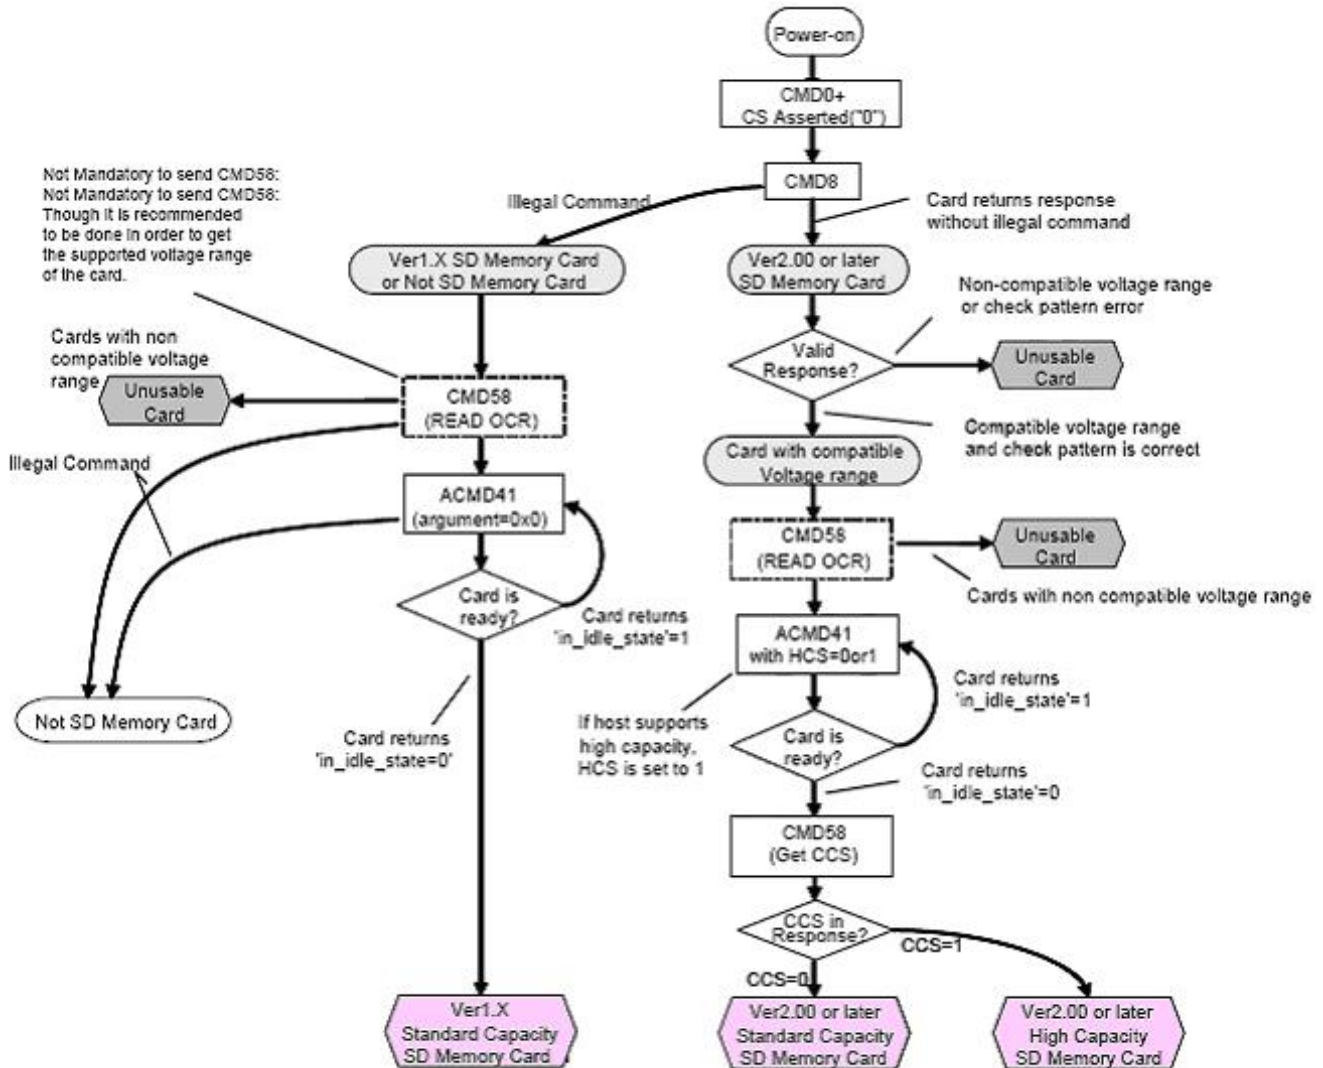 Power-on
CMD0+
CS Asserted("0")
CMD8
Illegal Command
Card returns response
without illegal command
Not Mandatory to send CMD58:
Not Mandatory to send CMD58:
Though it is recommended
to be done in order to get
the supported voltage range
of the card.
Ver1.X SD Memory Card
or Not SD Memory Card
Ver2.00 or later
SD Memory Card
Non-compatible voltage range
or check pattern error
Valid
Response?
Unusable
Card
Cards with non
compatible voltage
range
Unusable
Card
CMD58
(READ OCR)
Compatible voltage range
and check pattern is correct
Card with compatible
Voltage range
Illegal Command
ACMD41
(argument=0x0)
CMD58
(READ OCR)
Unusable
Card
Cards with non compatible voltage range
Card is
ready?
Card returns
'in_idle_state'=1
ACMD41
with HCS=0or1
Card returns
'in_idle_state'=1
Not SD Memory Card
Card returns
'in_idle_state=0'
If host supports
high capacity,
HCS is set to 1
Card is
ready?
Card returns
'in_idle_state'=0
CMD58
(Get CCS)
CCS in
Response?
CCS=1
CCS=0
Ver1.X
Standard Capacity
SD Memory Card
Ver2.00 or later
Standard Capacity
SD Memory Card
Ver2.00 or later
High Capacity
SD Memory Card